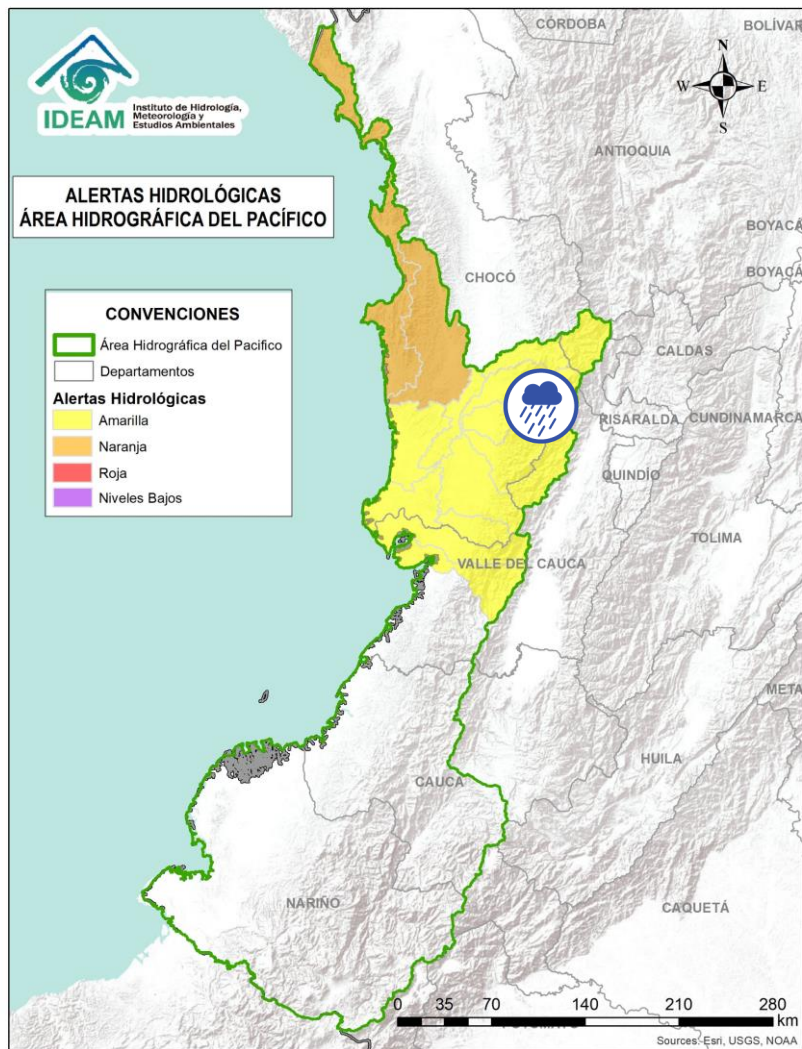 CÓRDOBA
BOLÍVAR
IDEAM
Instituto de Hidrología,
Meteorología y
Estudios Ambientales
N
W
E
S
ANTIOQUIA
ALERTAS HIDROLÓGICAS
ÁREA HIDROGRÁFICA DEL PACÍFICO
BOYACÁ
BOYACÁ
CHOCÓ
CONVENCIONES
Área Hidrográfica del Pacifico
Departamentos
Alertas Hidrológicas
Amarilla
Naranja
Roja
Niveles Bajos
CALDAS
RISARALDA
CUNDINAMARCA
QUINDÍO
TOLIMA
VALLE DEL CAUCA
META
HUILA
CAUCA
NARIÑO
CAQUETÁ
0 35 70 140 210 280
km
Sources: Esri, USGS, NOAA